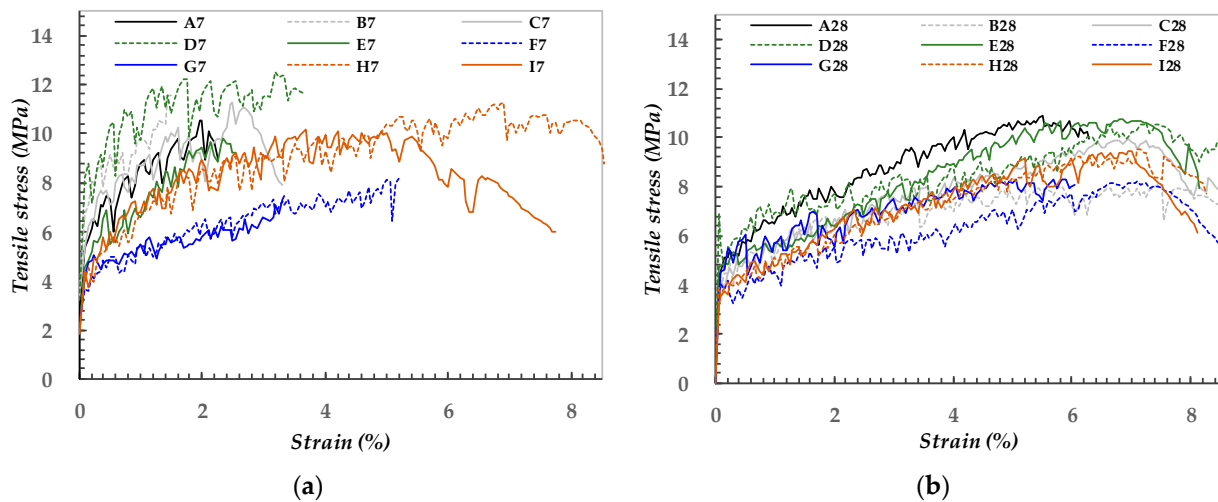 A7 B7 C7
D7 E7 F7
G7 H7 I7
14
12
10
8
6
4
2
0
Tensile stress (MPa)
0 2 4 6 8
Strain (%)
(a)
A28 B28 C28
D28 E28 F28
G28 H28 I28
14
12
10
8
6
4
2
0
Tensile stress (MPa)
0 2 4 6 8
Strain (%)
(b)